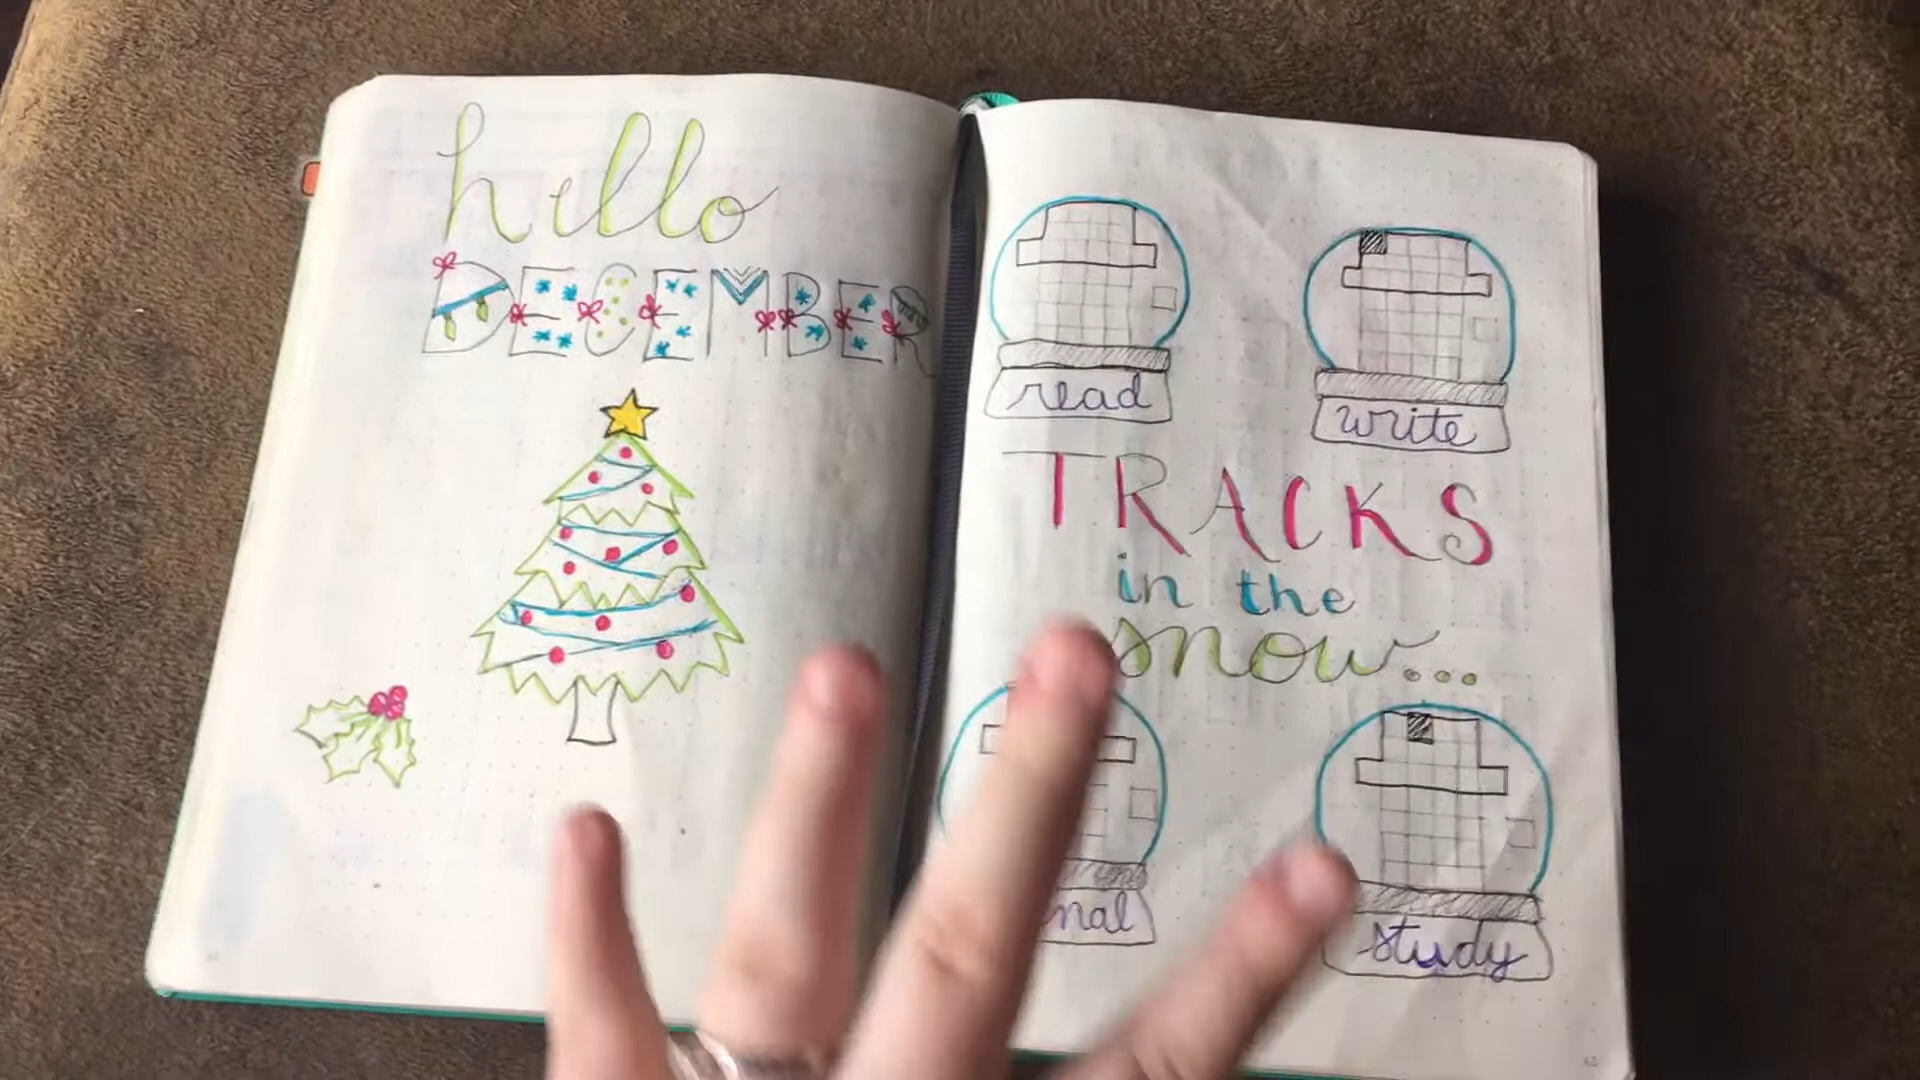 hello
DECEMBER
read
write
TRACKS
in the
snow...
study